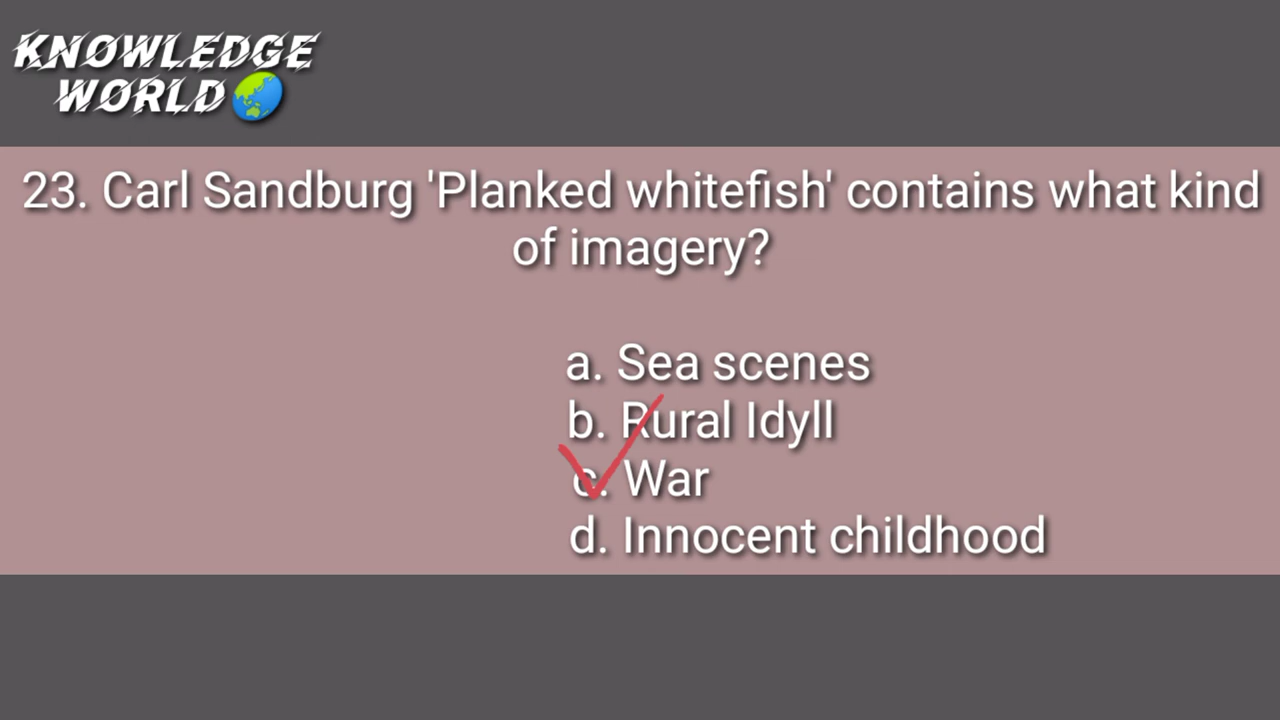 KNOWLEDGE
WORLD
23. Carl Sandburg 'Planked whitefish' contains what kind
of imagery?
a. Sea scenes
b. Rural Idyll
c. War
d. Innocent childhood